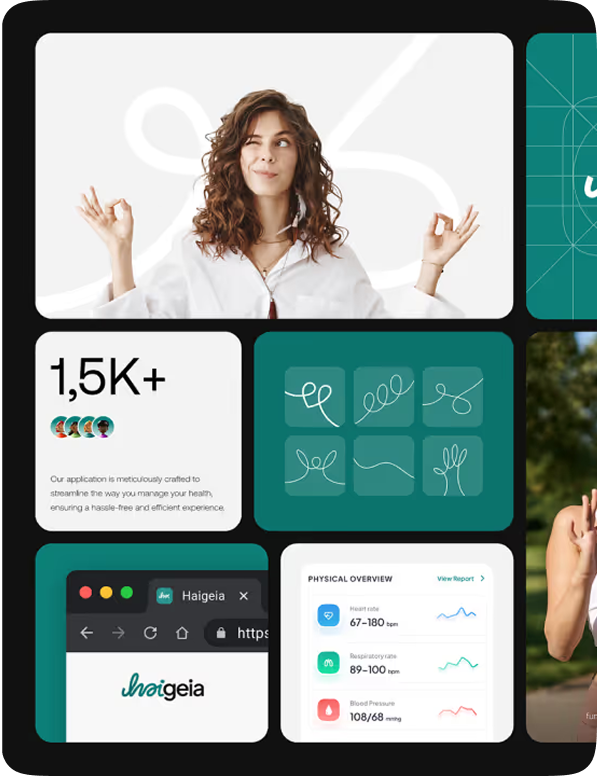 1,5K+
Our application is meticulously crafted to
streamline the way you manage your health,
ensuring a hassle-free and efficient experience.
Haigeia
https
haigeia
PHYSICAL OVERVIEW
View Report
Heart rate
67–180 bpm
Respiratory rate
89–100 bpm
Blood Pressure
108/68 mmHg